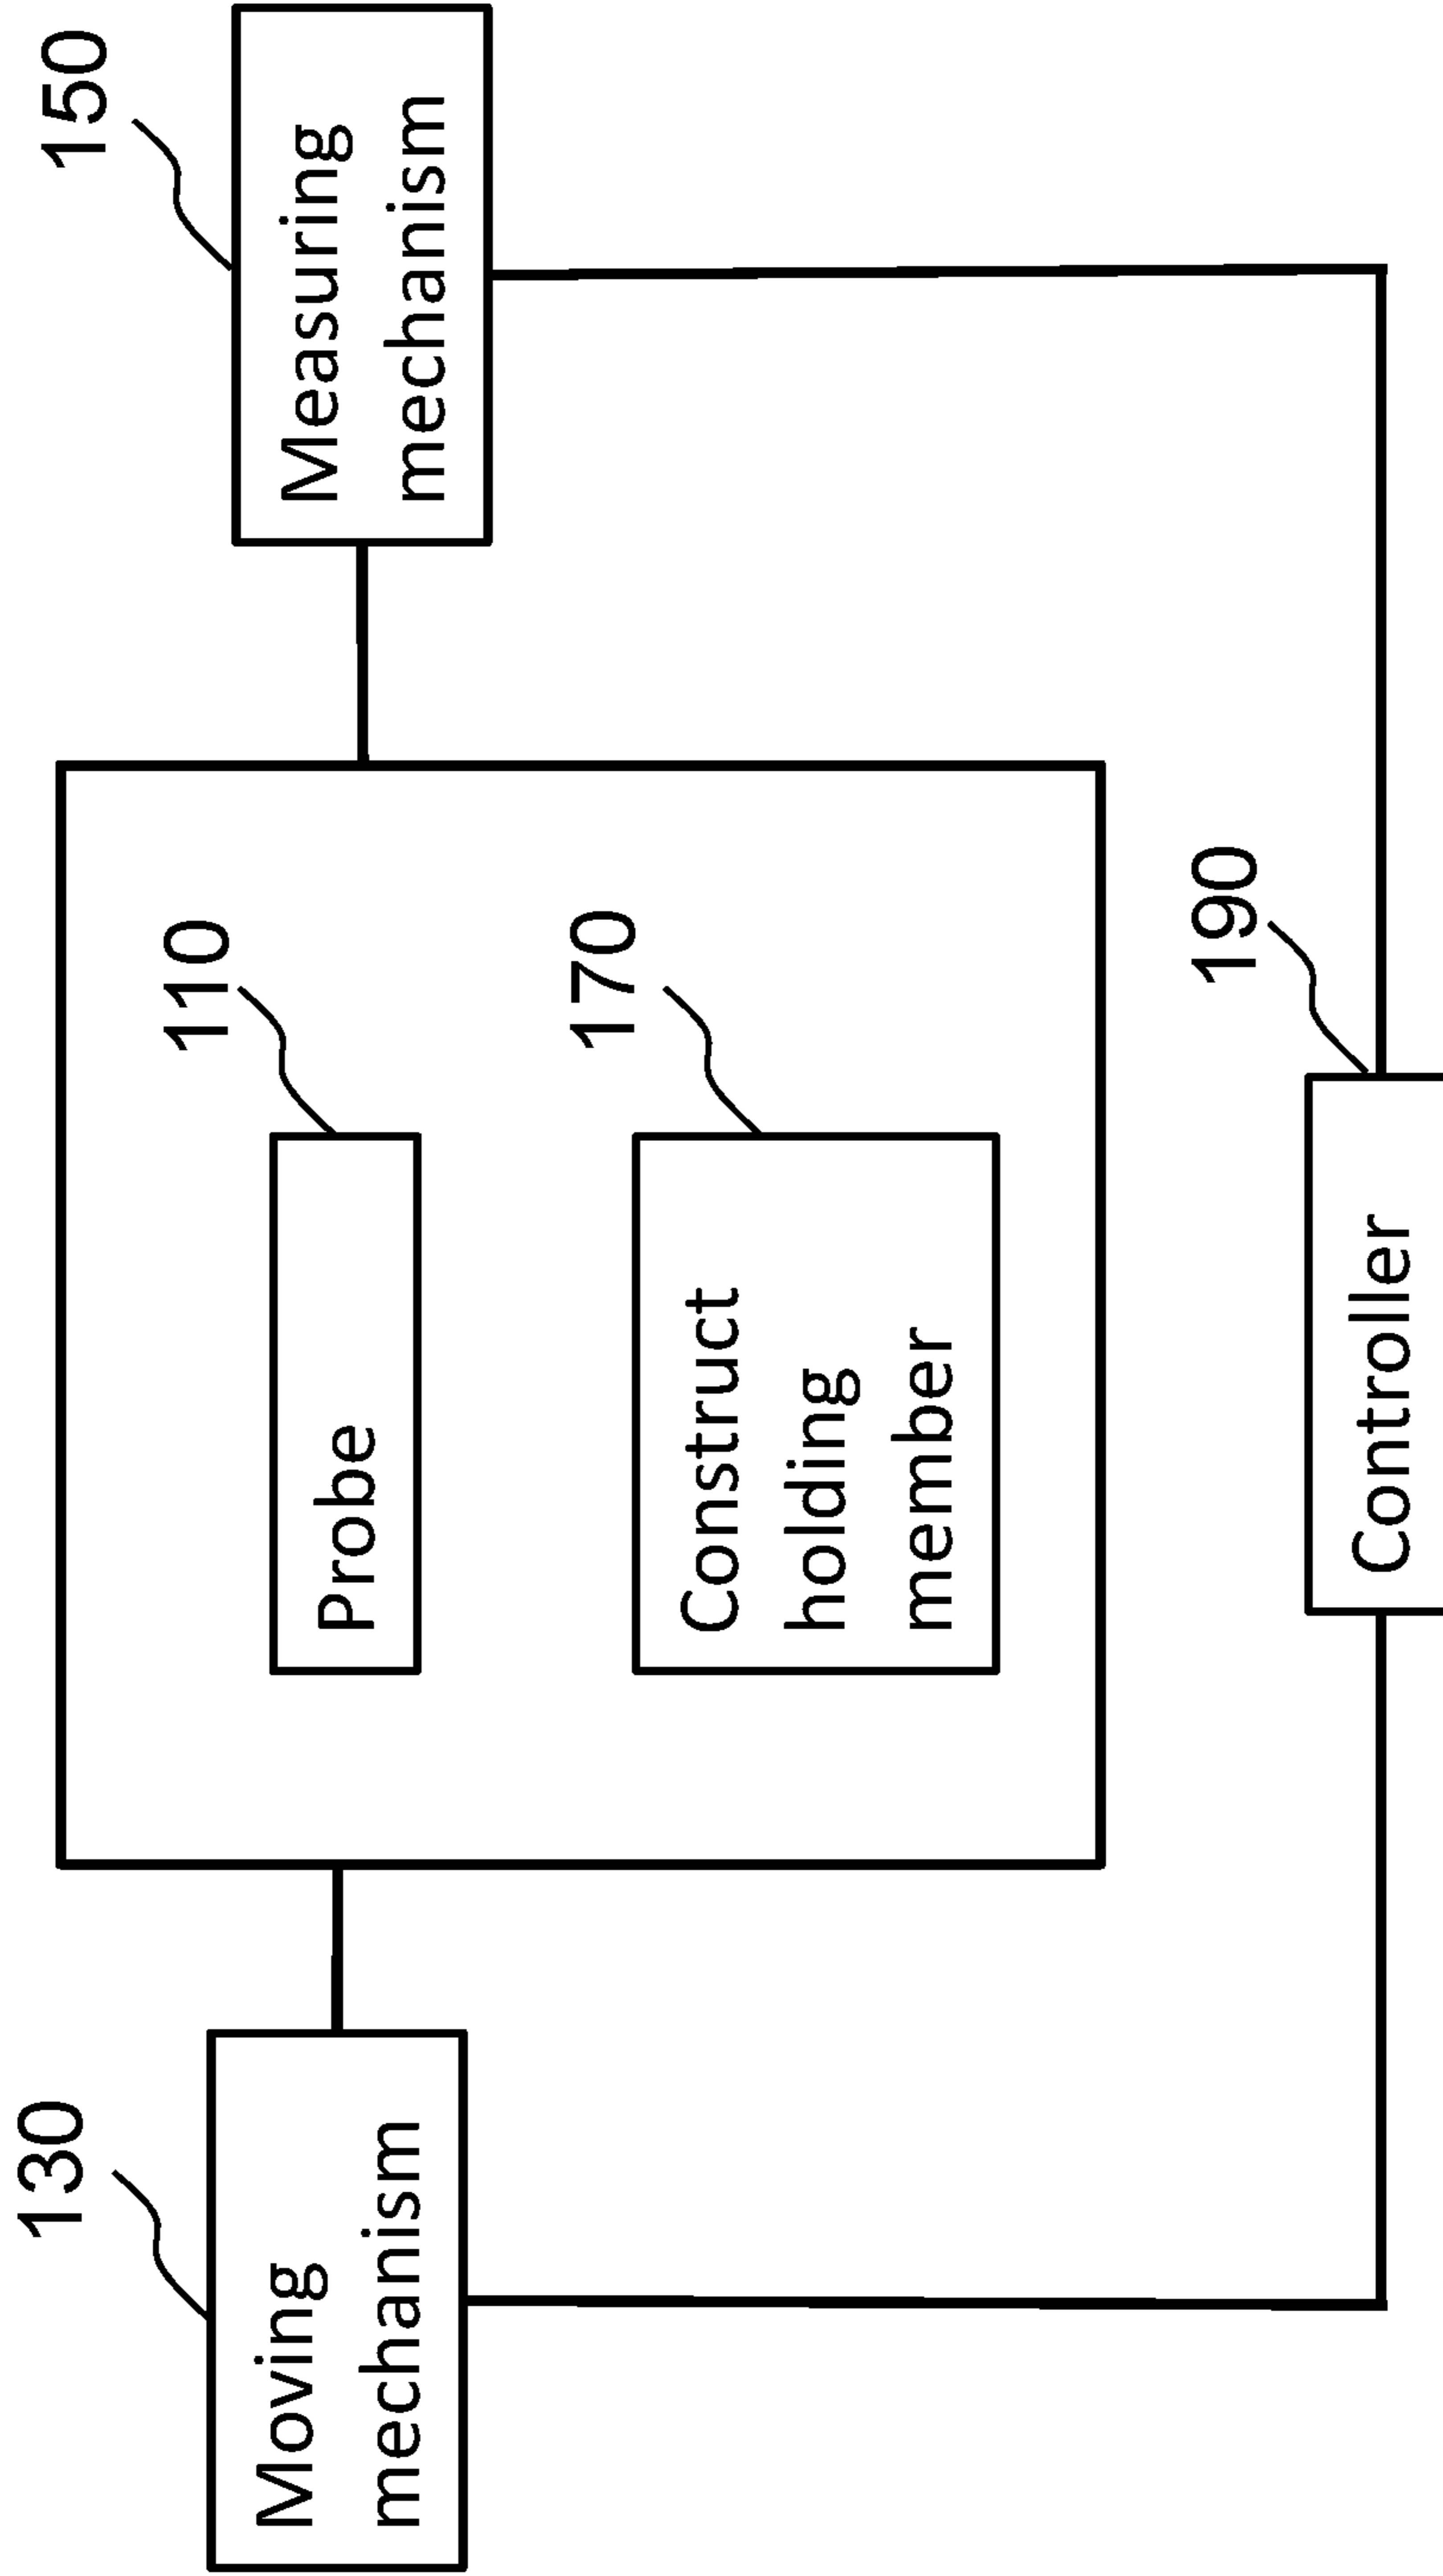 130
Moving
mechanism
110
Probe
170
Construct
holding
member
150
Measuring
mechanism
190
Controller